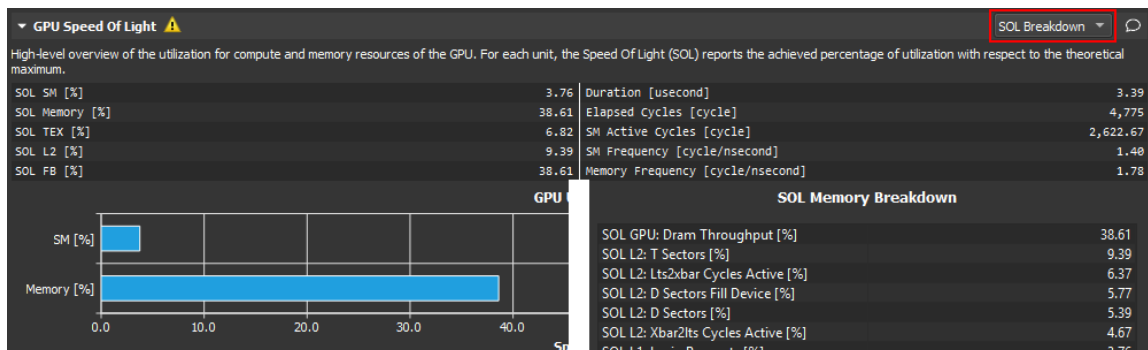 GPU Speed Of Light
SOL Breakdown
High-level overview of the utilization for compute and memory resources of the GPU. For each unit, the Speed Of Light (SOL) reports the achieved percentage of utilization with respect to the theoretical
maximum.
SOL SM [%] 3.76 Duration [usecond] 3.39
SOL Memory [%] 38.61 Elapsed Cycles [cycle] 4,775
SOL TEX [%] 6.82 SM Active Cycles [cycle] 2,622.67
SOL L2 [%] 9.39 SM Frequency [cycle/nsecond] 1.40
SOL FB [%] 38.61 Memory Frequency [cycle/nsecond] 1.78
GPU
SM [%]
Memory [%]
0.0 10.0 20.0 30.0 40.0
SOL Memory Breakdown
SOL GPU: Dram Throughput [%] 38.61
SOL L2: T Sectors [%] 9.39
SOL L2: Lts2xbar Cycles Active [%] 6.37
SOL L2: D Sectors Fill Device [%] 5.77
SOL L2: D Sectors [%] 5.39
SOL L2: Xbar2lts Cycles Active [%] 4.67